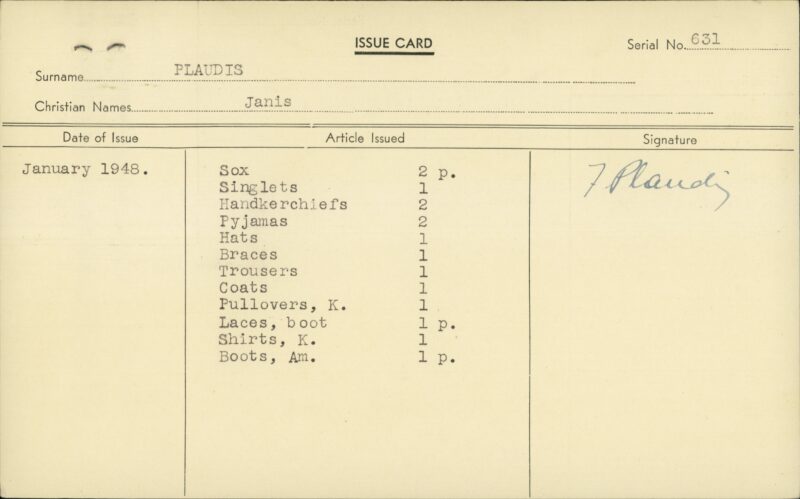 ISSUE CARD
Serial No. 631
Surname PLAUDIS
Christian Names Janis
Date of Issue Article Issued Signature
January 1948. Sox 2 p. J Plaudis
Singlets 1
Handkerchiefs 2
Pyjamas 2
Hats 1
Braces 1
Trousers 1
Coats 1
Pullovers, K. 1
Laces, boot 1 p.
Shirts, K. 1
Boots, Am. 1 p.